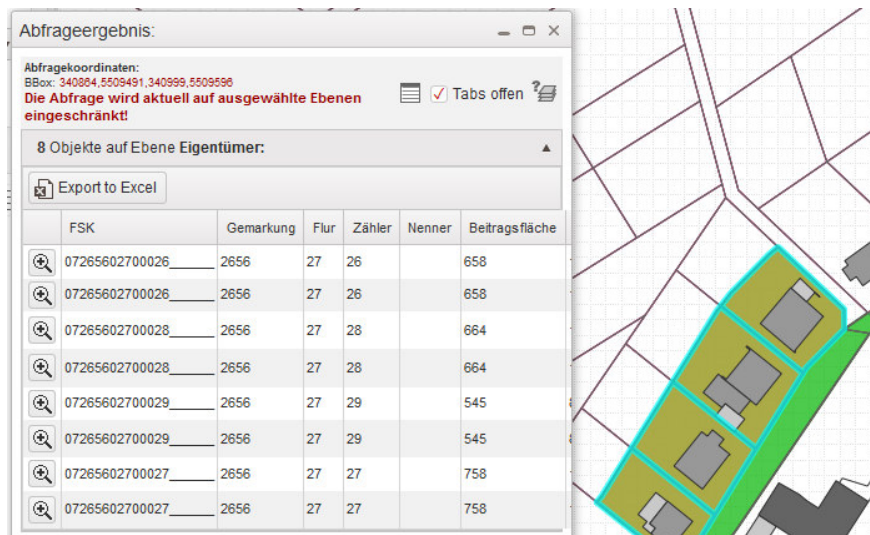 Abfrageergebnis:
Abfragekoordinaten:
BBox: 340864,5509491,340999,5509596
Die Abfrage wird aktuell auf ausgewählte Ebenen
eingeschränkt!
Tabs offen
?
8 Objekte auf Ebene Eigentümer:
Export to Excel
FSK Gemarkung Flur Zähler Nenner Beitragsfläche
07265602700026______ 2656 27 26 658
07265602700026______ 2656 27 26 658
07265602700028______ 2656 27 28 664
07265602700028______ 2656 27 28 664
07265602700029______ 2656 27 29 545
07265602700029______ 2656 27 29 545
07265602700027______ 2656 27 27 758
07265602700027______ 2656 27 27 758